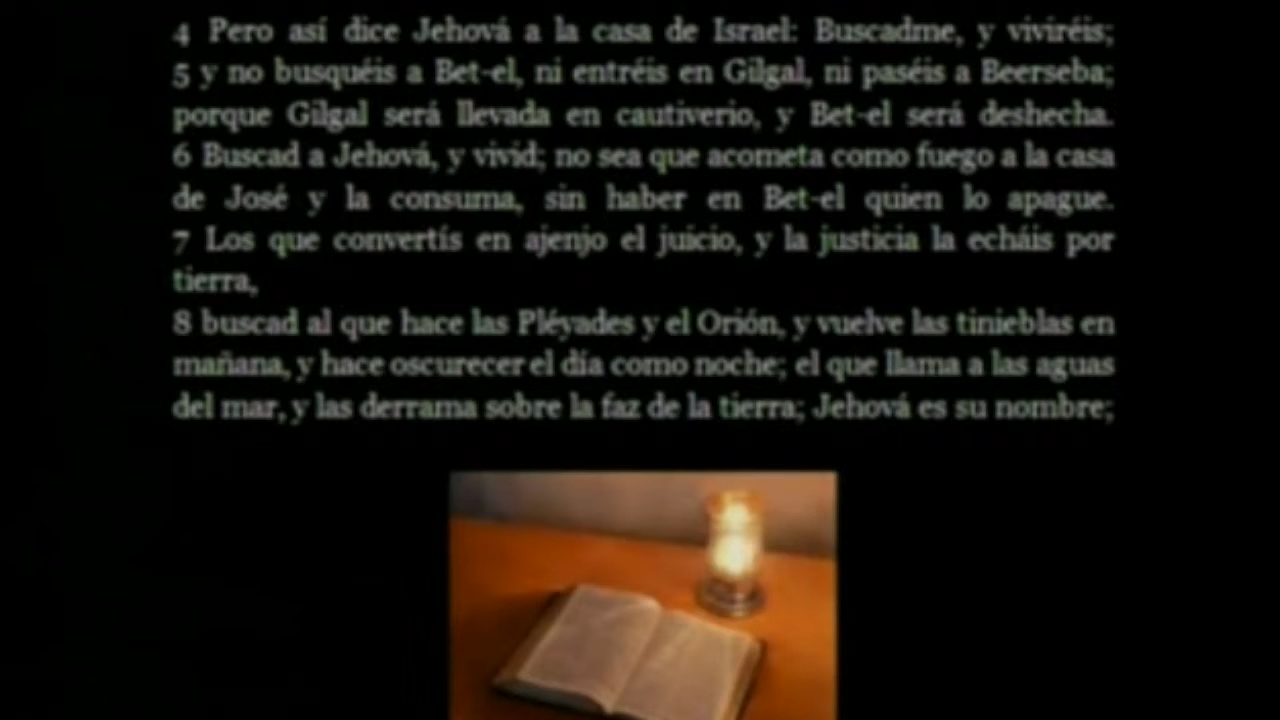 4 Pero así dice Jehová a la casa de Israel: Buscadme, y viviréis;
5 y no busquéis a Bet-el, ni entréis en Gilgal, ni paséis a Beerseba;
porque Gilgal será llevada en cautiverio, y Bet-el será deshecha.
6 Buscad a Jehová, y vivid; no sea que acometa como fuego a la casa
de José y la consuma, sin haber en Bet-el quien lo apague.
7 Los que convertís en ajenjo el juicio, y la justicia la echáis por
tierra,
8 buscad al que hace las Pléyades y el Orión, y vuelve las tinieblas en
mañana, y hace oscurecer el día como noche; el que llama a las aguas
del mar, y las derrama sobre la faz de la tierra; Jehová es su nombre;